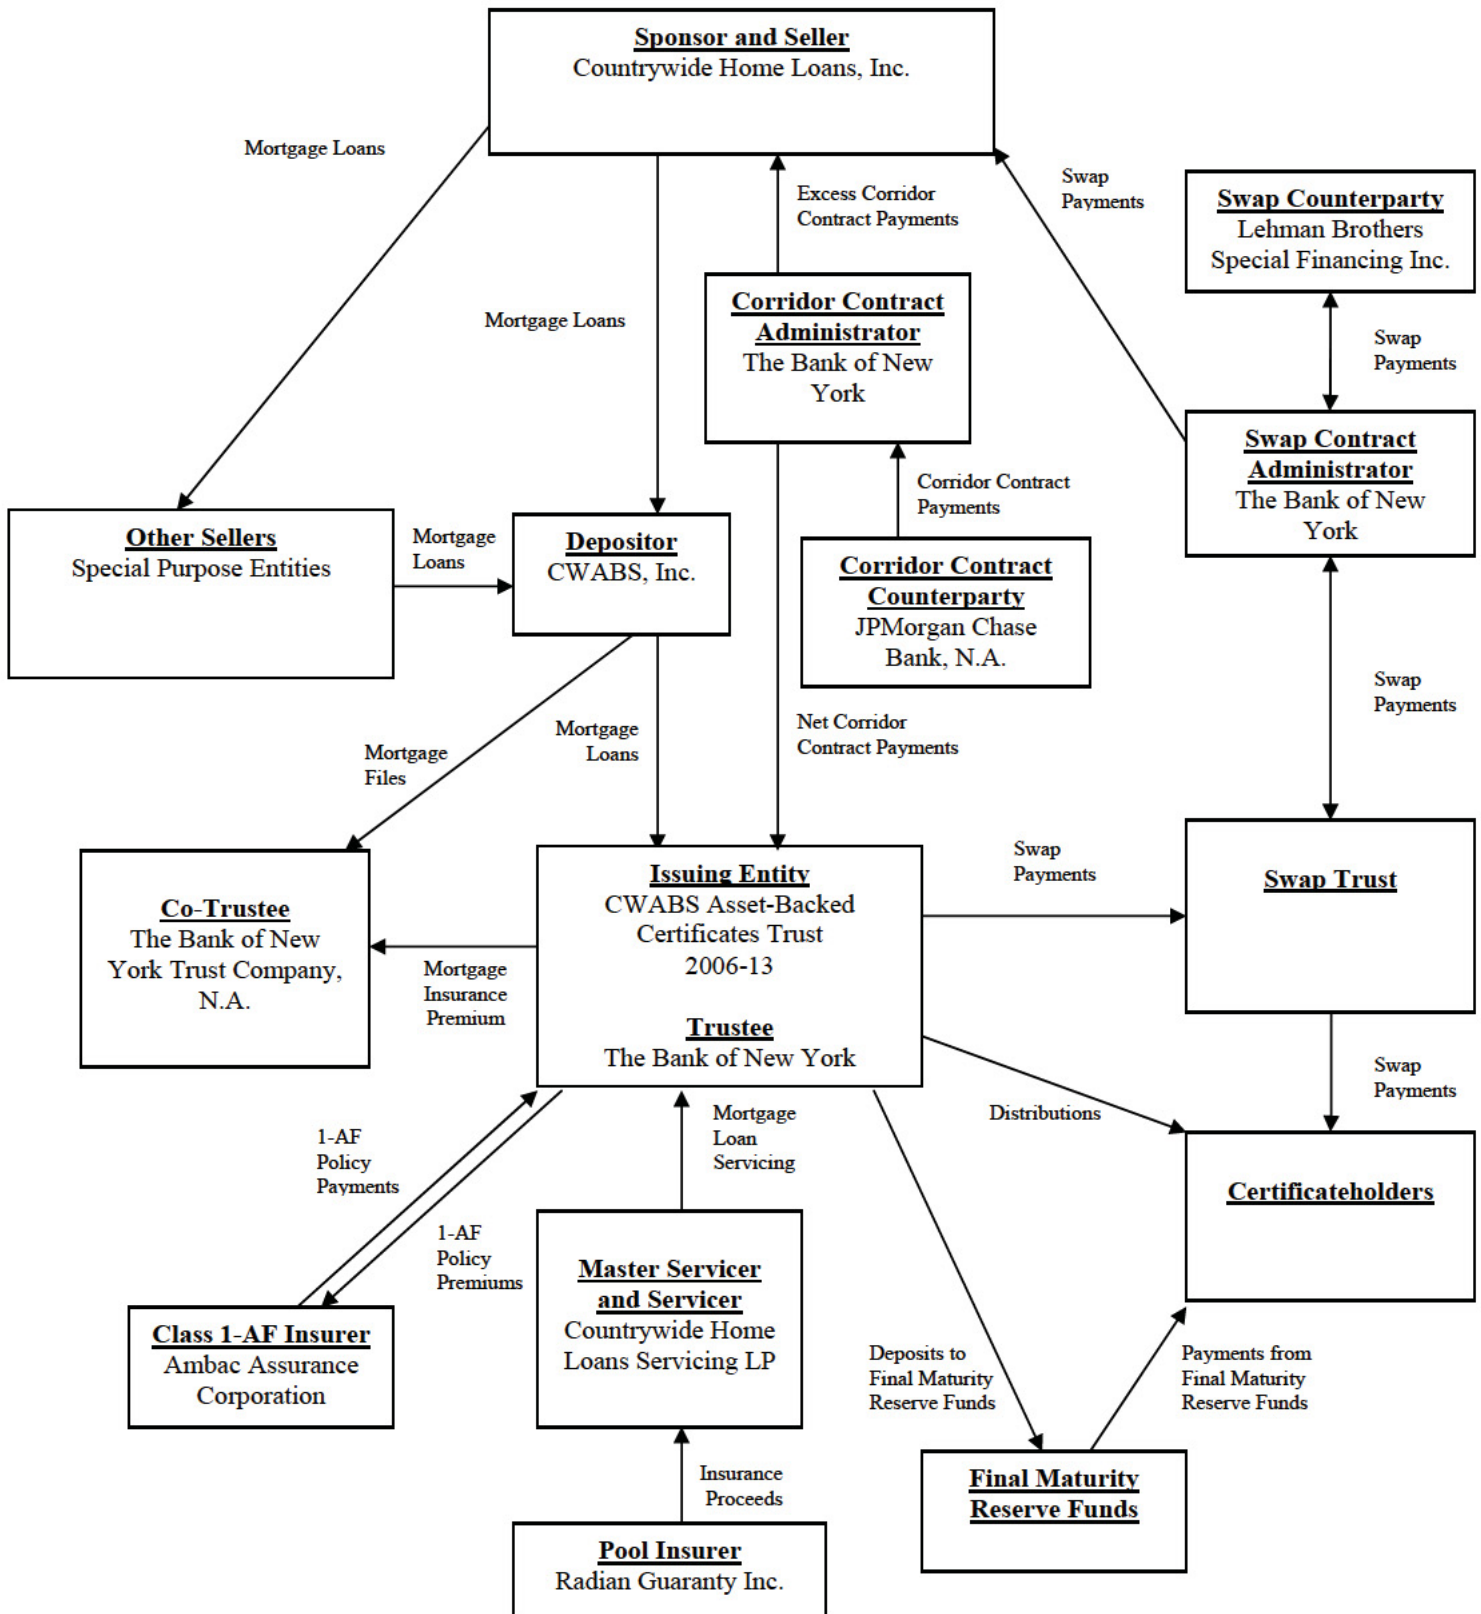 Sponsor and Seller
Countrywide Home Loans, Inc.
Mortgage Loans
Excess Corridor
Contract Payments
Swap
Payments
Swap Counterparty
Lehman Brothers
Special Financing Inc.
Mortgage Loans
Corridor Contract
Administrator
The Bank of New
York
Swap
Payments
Swap Contract
Administrator
The Bank of New
York
Corridor Contract
Payments
Other Sellers
Special Purpose Entities
Mortgage
Loans
Depositor
CWABS, Inc.
Corridor Contract
Counterparty
JPMorgan Chase
Bank, N.A.
Swap
Payments
Mortgage
Files
Mortgage
Loans
Net Corridor
Contract Payments
Co-Trustee
The Bank of New
York Trust Company,
N.A.
Mortgage
Insurance
Premium
Issuing Entity
CWABS Asset-Backed
Certificates Trust
2006-13
Trustee
The Bank of New York
Swap
Payments
Swap Trust
Swap
Payments
Distributions
Certificateholders
1-AF
Policy
Payments
1-AF
Policy
Premiums
Mortgage
Loan
Servicing
Class 1-AF Insurer
Ambac Assurance
Corporation
Master Servicer
and Servicer
Countrywide Home
Loans Servicing LP
Deposits to
Final Maturity
Reserve Funds
Payments from
Final Maturity
Reserve Funds
Insurance
Proceeds
Final Maturity
Reserve Funds
Pool Insurer
Radian Guaranty Inc.